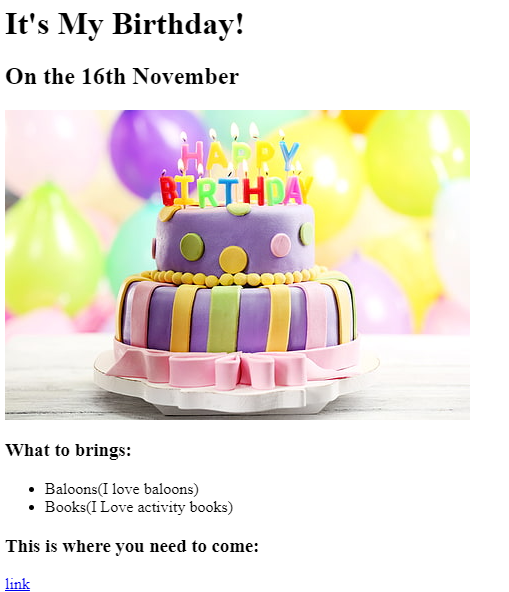 It's My Birthday!
On the 16th November
HAPPY
BIRTHDAY
What to brings:
Baloons(I love baloons)
Books(I Love activity books)
This is where you need to come:
link